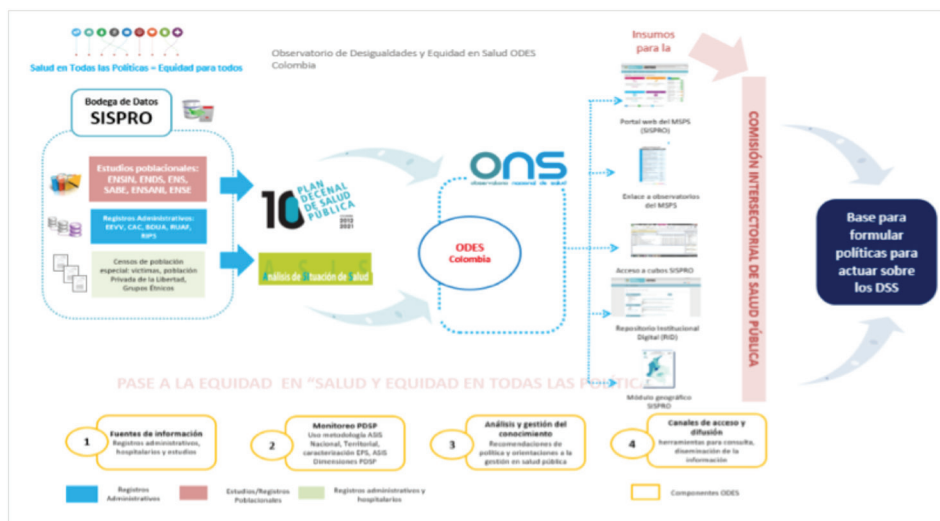 Salud en Todas las Políticas = Equidad para todos
Observatorio de Desigualdades y Equidad en Salud ODES
Colombia
Insumos
para la
Bodega de Datos
SISPRO
Estudios poblacionales:
ENSIN, ENDS, ENS,
SABE, ENSANI, ENSE
Registros Administrativos:
EEVV, CAC, BDUA, RUAF,
RIPS
Censos de población
especial: víctimas, población
Privada de la Libertad,
Grupos Étnicos
10 PLAN
DECENAL
DE SALUD
PÚBLICA
2012
2021
ASIS
Análisis de Situación de Salud
ONS
observatorio nacional de salud
ODES
Colombia
Portal web del MSPS
(SISPRO)
Enlace a observatorios
del MSPS
Acceso a cubos SISPRO
Repositorio Institucional
Digital (RID)
Módulo geográfico
SISPRO
COMISIÓN INTERSECTORIAL DE SALUD PÚBLICA
Base para
formular
políticas para
actuar sobre
los DSS
PASE A LA EQUIDAD EN "SALUD Y EQUIDAD EN TODAS LAS POLÍTICA
1
Fuentes de información
Registros administrativos,
hospitalarios y estudios
2
Monitoreo PDSP
Uso metodología ASIS
Nacional, Territorial,
caracterización EPS, ASIS
Dimensiones PDSP
3
Análisis y gestión del
conocimiento
Recomendaciones de
política y orientaciones a la
gestión en salud pública
4
Canales de acceso y
difusión
herramientas para consulta,
diseminación de la
información
Registros
Administrativos
Estudios/Registros
Poblacionales
Registros administrativos y
hospitalarios
Componentes ODES